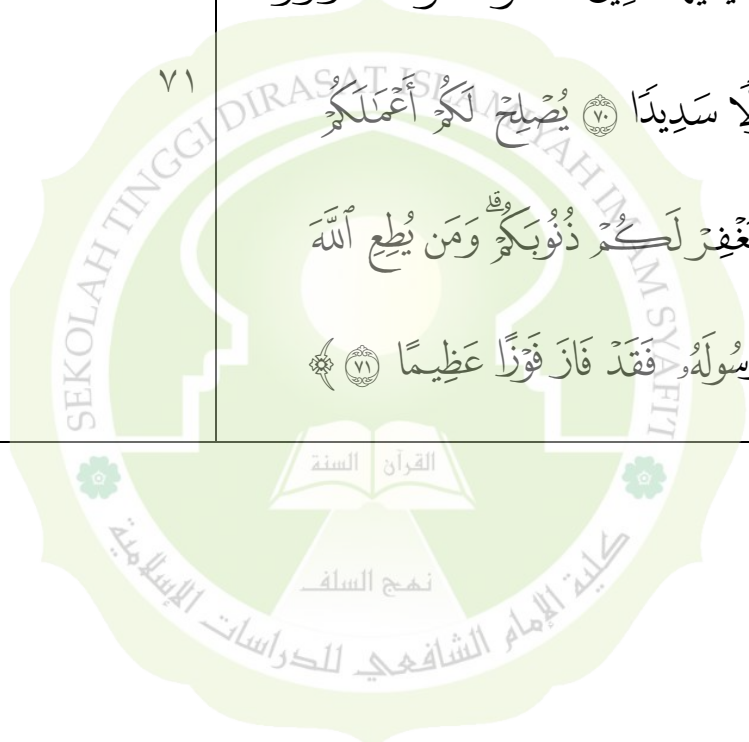 لًا سَدِيدًا ۝٧٠ يُصْلِحْ لَكُمْ أَعْمَٰلَكُمْ
٧١
غْفِرْ لَكُمْ ذُنُوبَكُمْ ۗ وَمَن يُطِعِ ٱللَّهَ
سُولَهُۥ فَقَدْ فَازَ فَوْزًا عَظِيمًا ۝٧١ ﴾
SEKOLAH TINGGI DIRASAT ISLAMIYAH IMAM SYAFI'I
القرآن السنة
نهج السلف
كلية الإمام الشافعي للدراسات الإسلامية